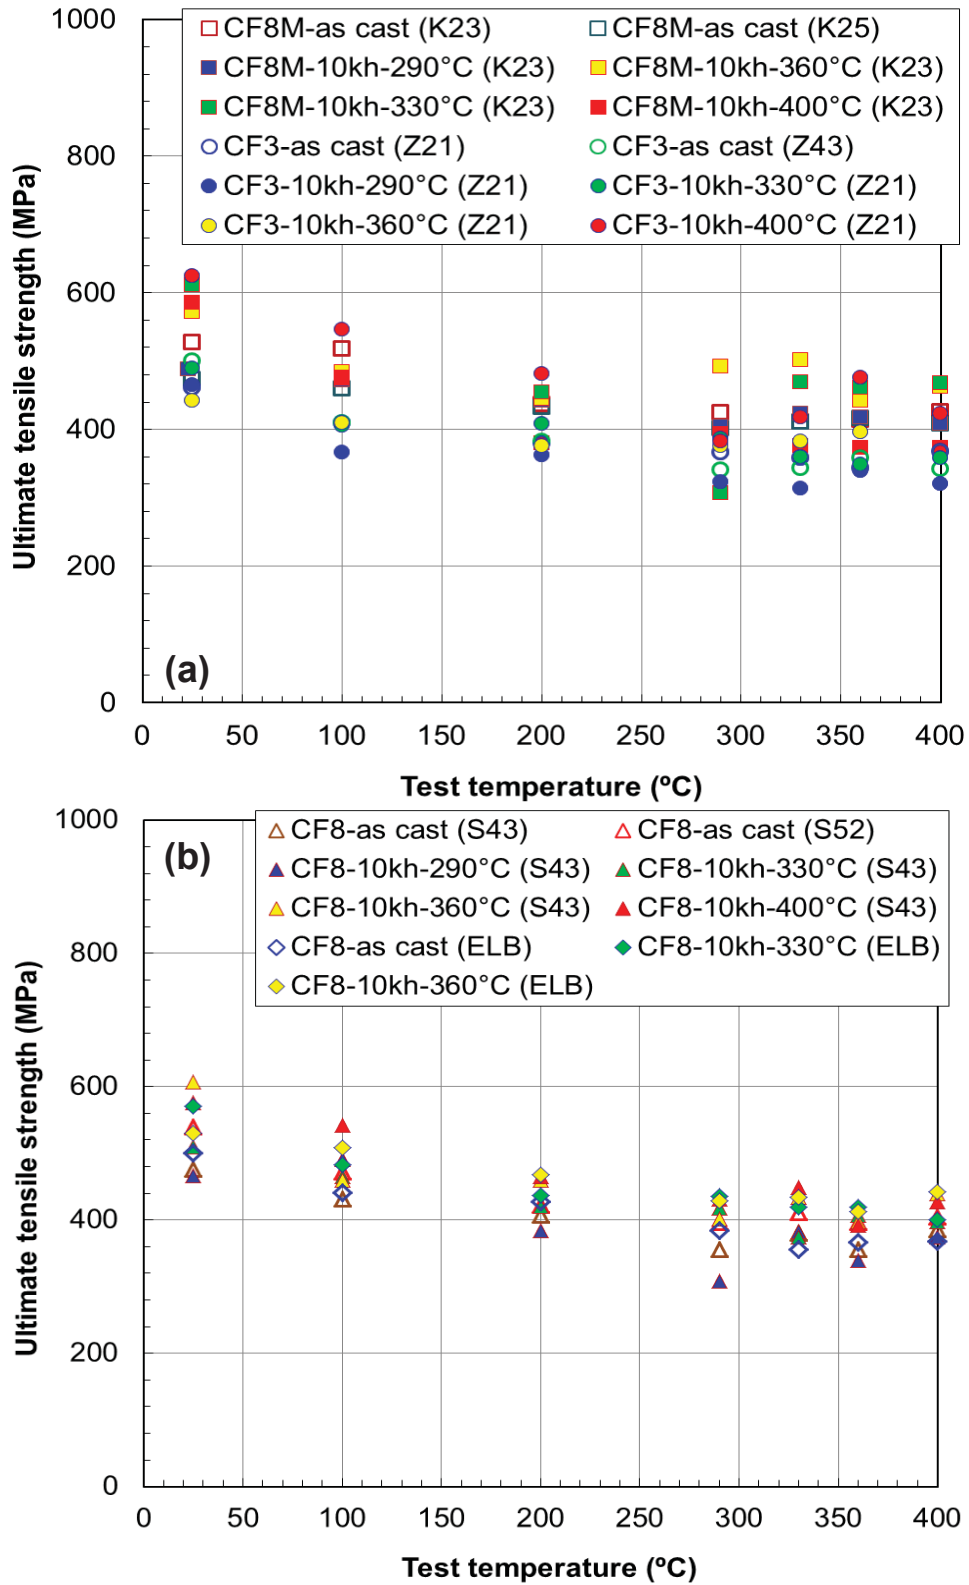 1000
CF8M-as cast (K23) CF8M-as cast (K25)
CF8M-10kh-290°C (K23) CF8M-10kh-360°C (K23)
CF8M-10kh-330°C (K23) CF8M-10kh-400°C (K23)
CF3-as cast (Z21) CF3-as cast (Z43)
CF3-10kh-290°C (Z21) CF3-10kh-330°C (Z21)
CF3-10kh-360°C (Z21) CF3-10kh-400°C (Z21)
800
600
400
200
0
Ultimate tensile strength (MPa)
(a)
0 50 100 150 200 250 300 350 400
Test temperature (ºC)
1000
CF8-as cast (S43) CF8-as cast (S52)
(b)
CF8-10kh-290°C (S43) CF8-10kh-330°C (S43)
CF8-10kh-360°C (S43) CF8-10kh-400°C (S43)
CF8-as cast (ELB) CF8-10kh-330°C (ELB)
CF8-10kh-360°C (ELB)
800
600
400
200
0
Ultimate tensile strength (MPa)
0 50 100 150 200 250 300 350 400
Test temperature (ºC)